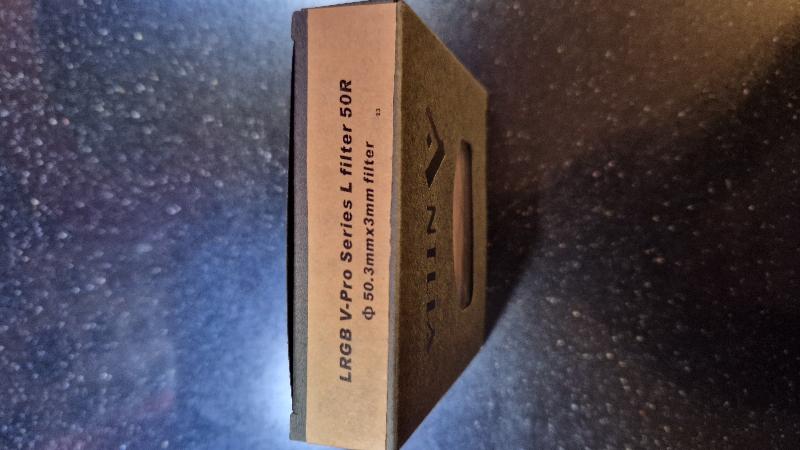 LRGB V-Pro Series L filter 50R
Φ 50.3mmx3mm filter